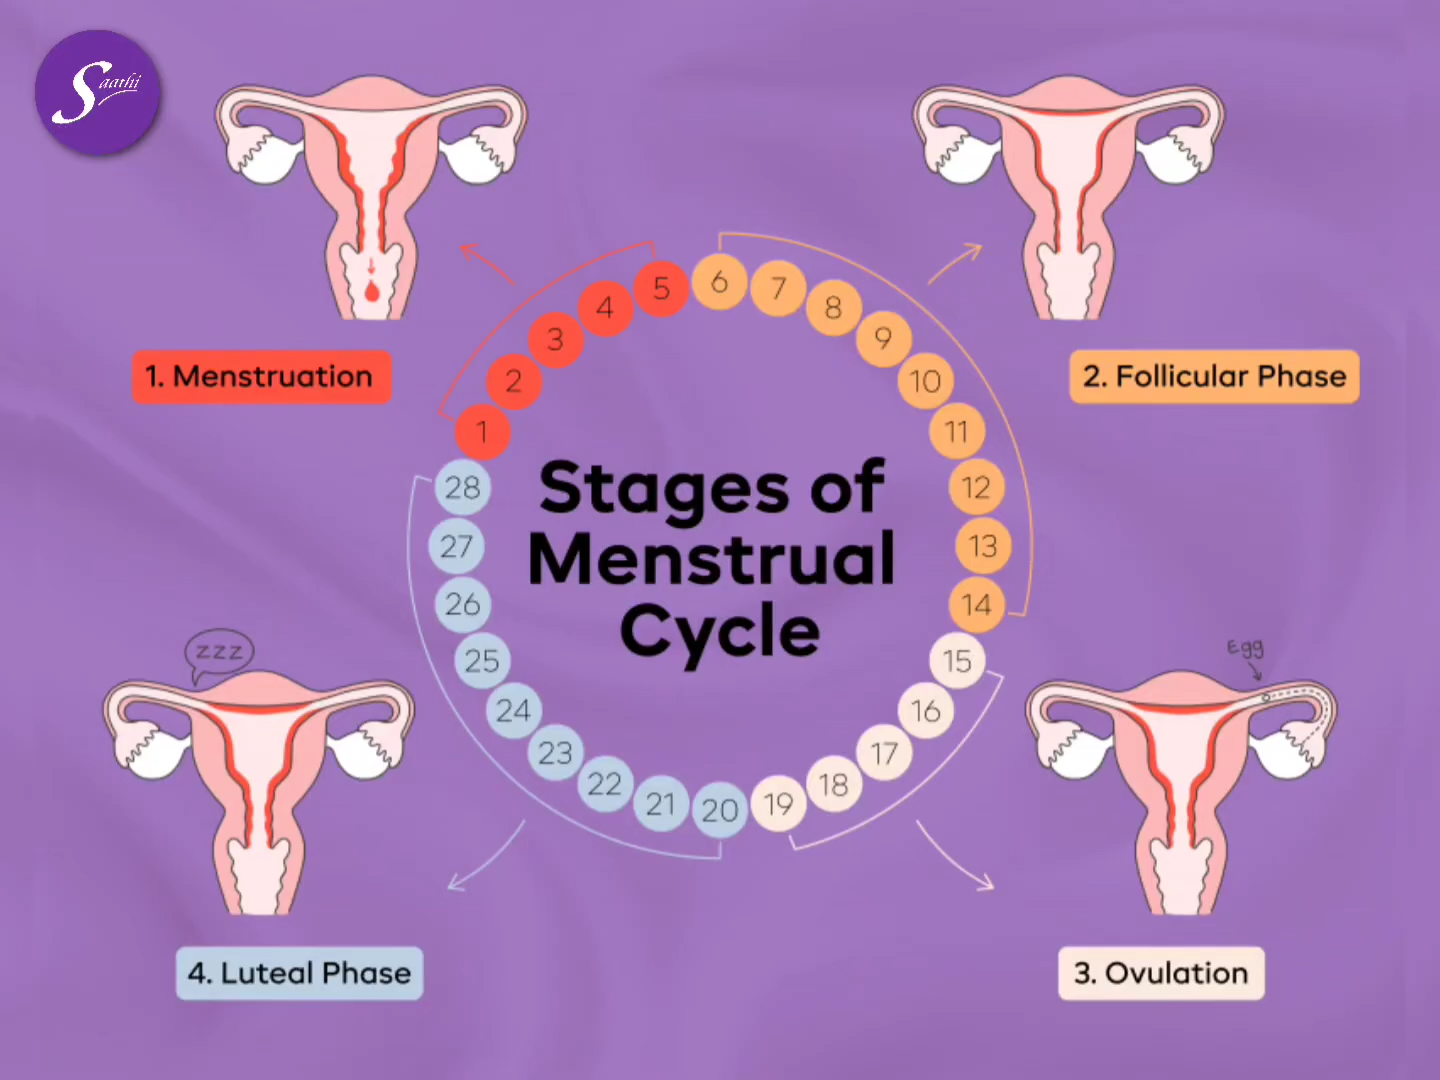 Saathi
1. Menstruation
2. Follicular Phase
1
2
3
4
5
6
7
8
9
10
11
12
13
14
15
16
17
18
19
20
21
22
23
24
25
26
27
28
Stages of
Menstrual
Cycle
zzz
Egg
4. Luteal Phase
3. Ovulation